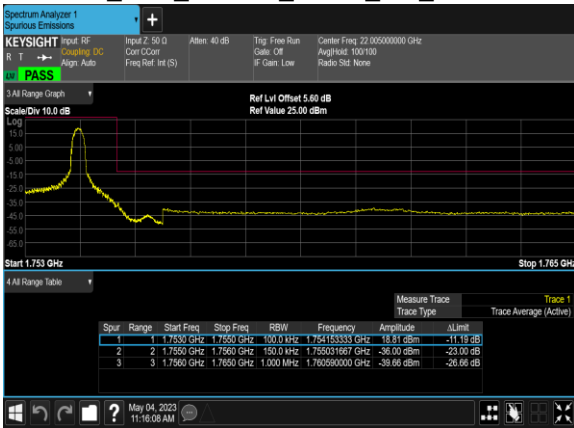 Spectrum Analyzer 1
Spurious Emissions
+
KEYSIGHT Input: RF Input Z: 50 Ω Atten: 40 dB Trig: Free Run Center Freq: 22.005000000 GHz
R T Coupling: DC Corr CCorr Gate: Off Avg|Hold: 100/100
Align: Auto Freq Ref: Int (S) IF Gain: Low Radio Std: None
PASS
3 All Range Graph
Ref Lvl Offset 5.60 dB
Scale/Div 10.0 dB Ref Value 25.00 dBm
Log
15.0
5.00
-5.00
-15.0
-25.0
-35.0
-45.0
-55.0
-65.0
Start 1.753 GHz Stop 1.765 GHz
4 All Range Table
Measure Trace Trace 1
Trace Type Trace Average (Active)
Spur Range Start Freq Stop Freq RBW Frequency Amplitude ΔLimit
1 1 1.7530 GHz 1.7550 GHz 100.0 kHz 1.754153333 GHz 18.81 dBm -11.19 dB
2 2 1.7550 GHz 1.7560 GHz 150.0 kHz 1.755031667 GHz -36.00 dBm -23.00 dB
3 3 1.7560 GHz 1.7650 GHz 1.000 MHz 1.760590000 GHz -39.66 dBm -26.66 dB
? May 04, 2023
11:16:08 AM